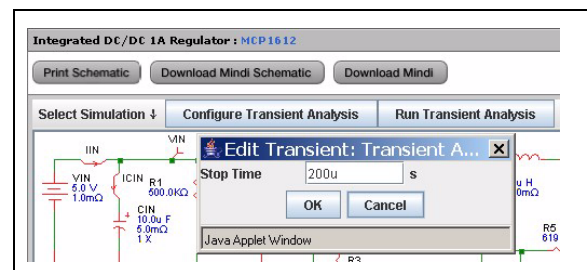 Integrated DC/DC 1A Regulator : MCP1612
Print Schematic Download Mindi Schematic Download Mindi
Select Simulation ↓ Configure Transient Analysis Run Transient Analysis
Edit Transient: Transient A...
Stop Time 200u s
OK Cancel
Java Applet Window
IIN
VIN
VIN
5.0 V
1.0mΩ
ICIN
R1
500.0KΩ
CIN
10.0u F
5.0mΩ
1 X
u H
0mΩ
R5
619
R3